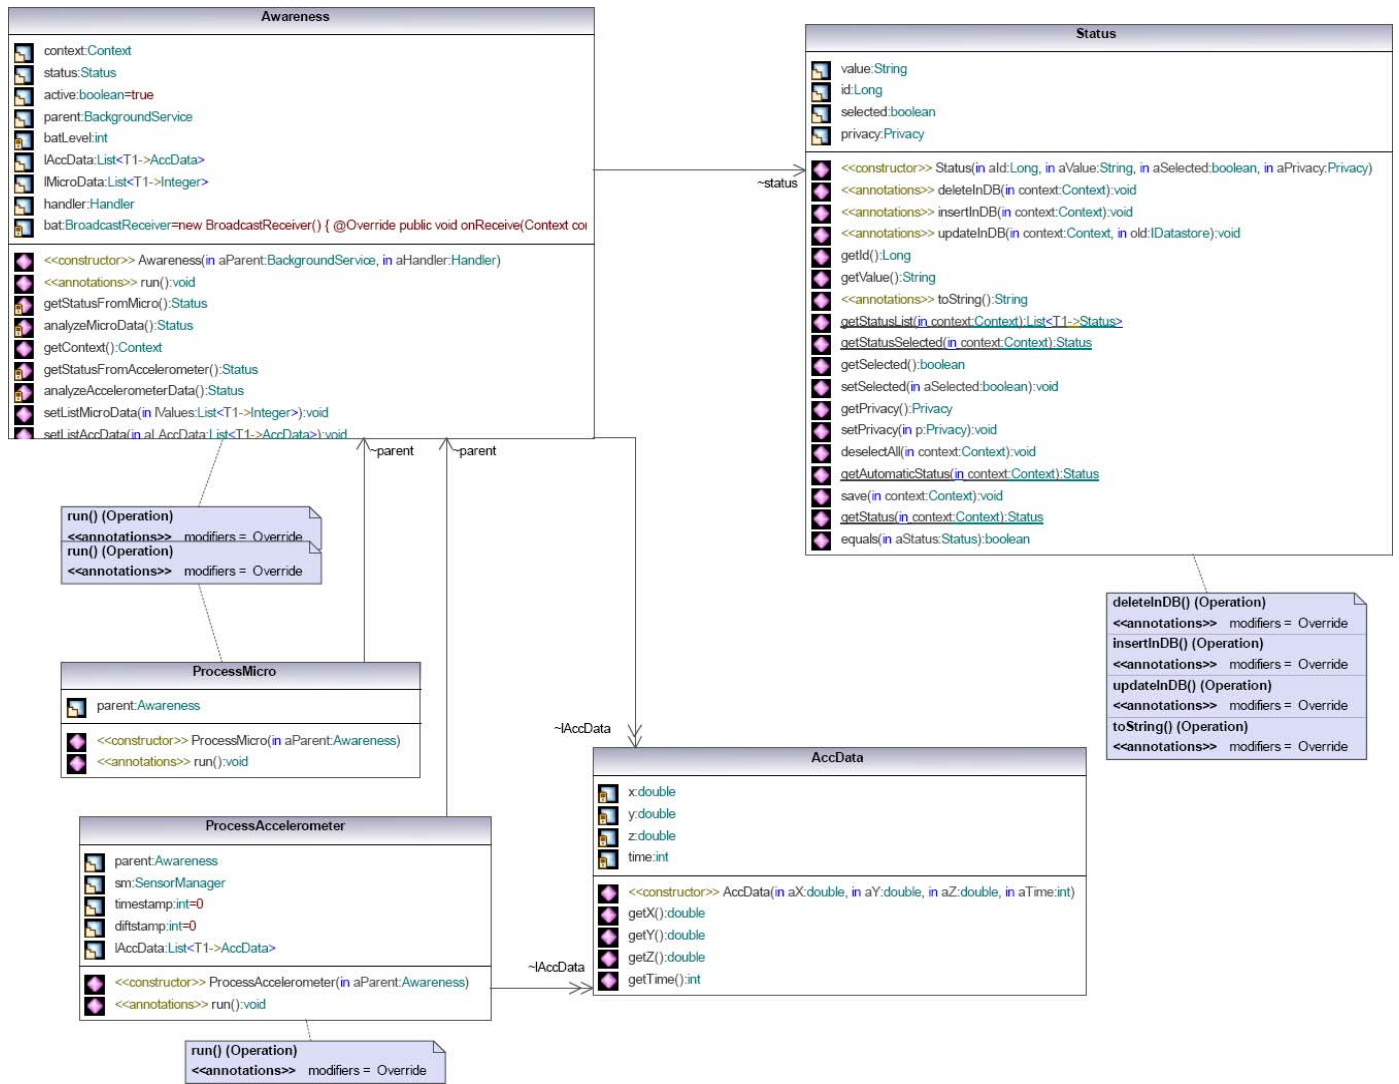 Awareness
context:Context
status:Status
active:boolean=true
parent:BackgroundService
batLevel:int
lAccData:List<T1->AccData>
lMicroData:List<T1->Integer>
handler:Handler
bat:BroadcastReceiver=new BroadcastReceiver() { @Override public void onReceive(Context cor
<<constructor>> Awareness(in aParent:BackgroundService, in aHandler:Handler)
<<annotations>> run():void
getStatusFromMicro():Status
analyzeMicroData():Status
getContext():Context
getStatusFromAccelerometer():Status
analyzeAccelerometerData():Status
setListMicroData(in lValues:List<T1->Integer>):void
setListAccData(in aLAccData:List<T1->AccData>):void
~status
Status
value:String
id:Long
selected:boolean
privacy:Privacy
<<constructor>> Status(in aId:Long, in aValue:String, in aSelected:boolean, in aPrivacy:Privacy)
<<annotations>> deleteInDB(in context:Context):void
<<annotations>> insertInDB(in context:Context):void
<<annotations>> updateInDB(in context:Context, in old:IDatastore):void
getId():Long
getValue():String
<<annotations>> toString():String
getStatusList(in context:Context):List<T1->Status>
getStatusSelected(in context:Context):Status
getSelected():boolean
setSelected(in aSelected:boolean):void
getPrivacy():Privacy
setPrivacy(in p:Privacy):void
deselectAll(in context:Context):void
getAutomaticStatus(in context:Context):Status
save(in context:Context):void
getStatus(in context:Context):Status
equals(in aStatus:Status):boolean
~parent
~parent
run() (Operation)
<<annotations>> modifiers = Override
run() (Operation)
<<annotations>> modifiers = Override
deleteInDB() (Operation)
<<annotations>> modifiers = Override
insertInDB() (Operation)
<<annotations>> modifiers = Override
updateInDB() (Operation)
<<annotations>> modifiers = Override
toString() (Operation)
<<annotations>> modifiers = Override
ProcessMicro
parent:Awareness
<<constructor>> ProcessMicro(in aParent:Awareness)
<<annotations>> run():void
~lAccData
AccData
x:double
y:double
z:double
time:int
<<constructor>> AccData(in aX:double, in aY:double, in aZ:double, in aTime:int)
getX():double
getY():double
getZ():double
getTime():int
ProcessAccelerometer
parent:Awareness
sm:SensorManager
timestamp:int=0
diftstamp:int=0
lAccData:List<T1->AccData>
<<constructor>> ProcessAccelerometer(in aParent:Awareness)
<<annotations>> run():void
~lAccData
run() (Operation)
<<annotations>> modifiers = Override